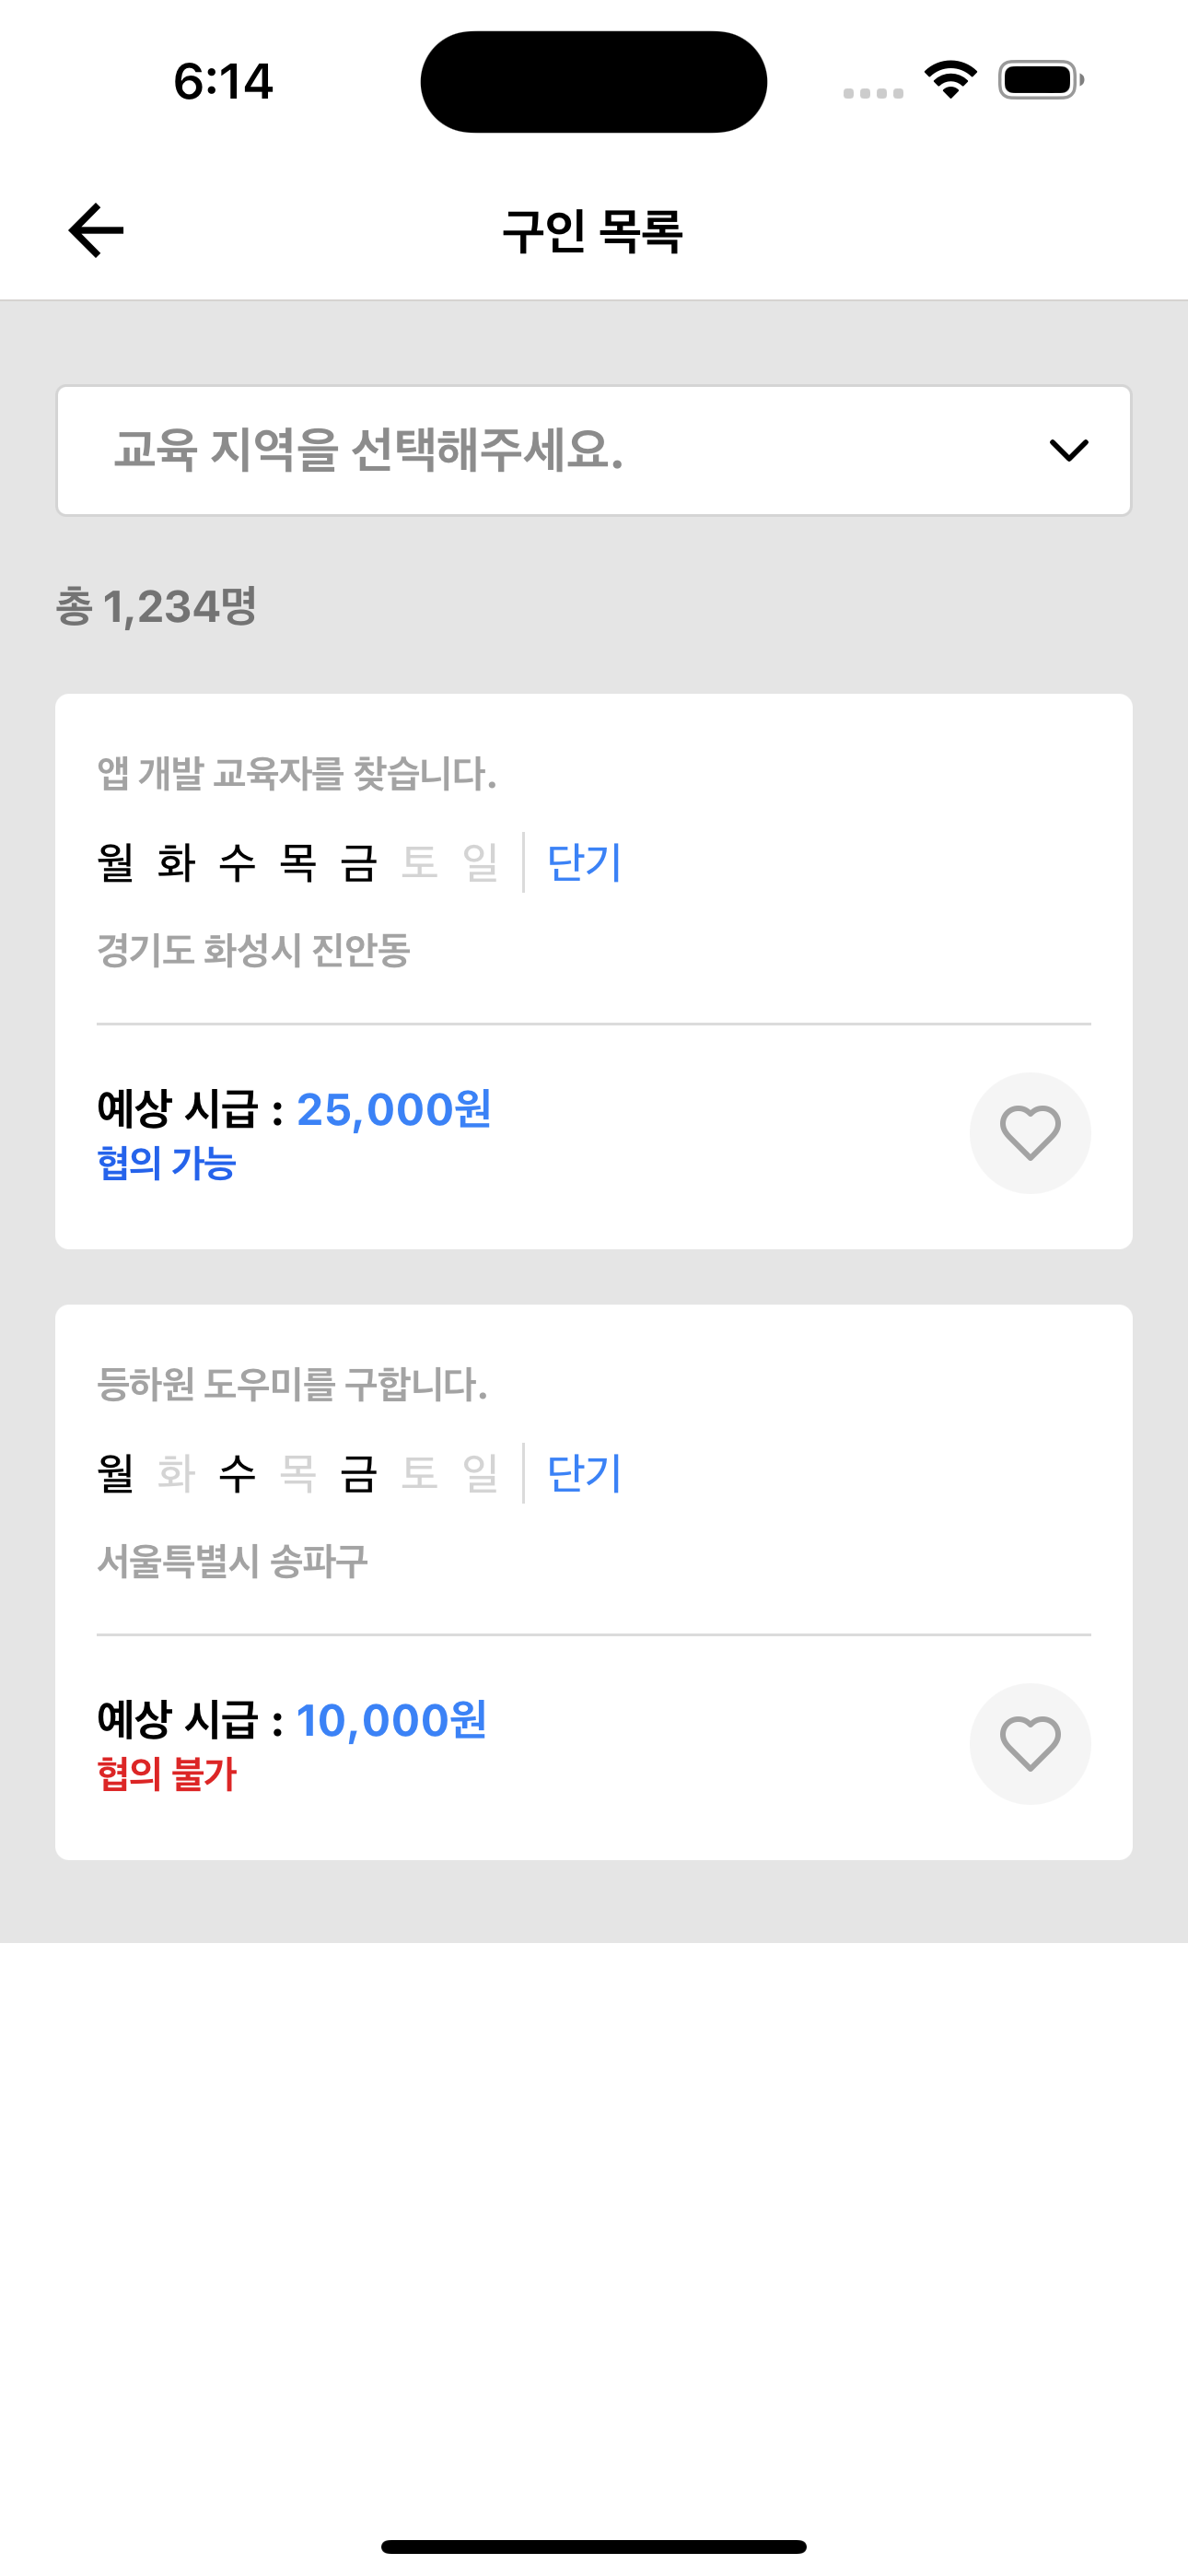 6:14
구인 목록
교육 지역을 선택해주세요.
총 1,234명
앱 개발 교육자를 찾습니다.
월 화 수 목 금 토 일 단기
경기도 화성시 진안동
예상 시급 : 25,000원
협의 가능
등하원 도우미를 구합니다.
월 화 수 목 금 토 일 단기
서울특별시 송파구
예상 시급 : 10,000원
협의 불가